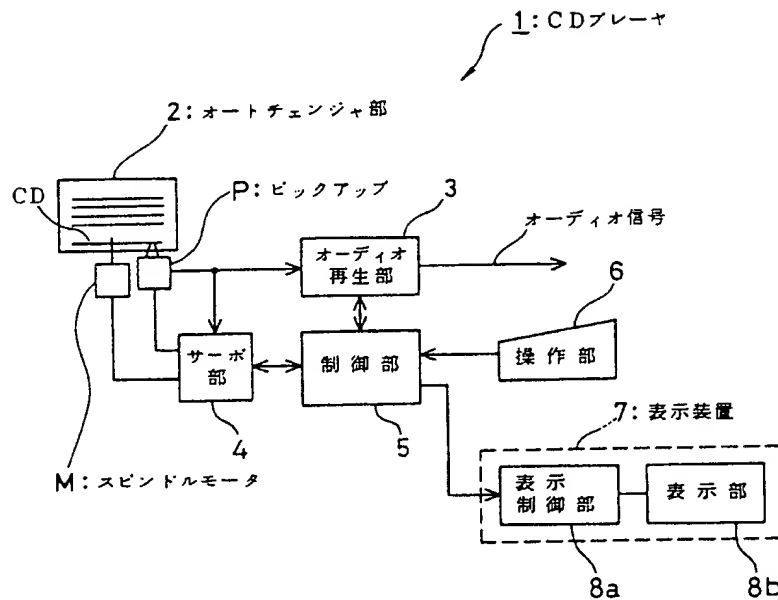 1:CDプレーヤ
2:オートチェンジャ部
CD
P:ピックアップ
3
オーディオ信号
オーディオ
再生部
6
操作部
サーボ
部
制御部
4
5
7:表示装置
M:スピンドルモータ
表示
制御部
表示部
8a
8b